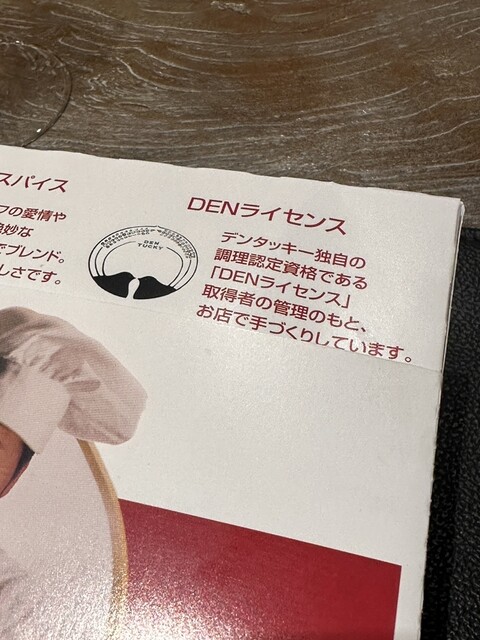 スパイス
フの愛情や
妙な
でブレンド。
しさです。
DEN
TUCKY
DENライセンス
デンタッキー独自の
調理認定資格である
「DENライセンス」
取得者の管理のもと、
お店で手づくりしています。